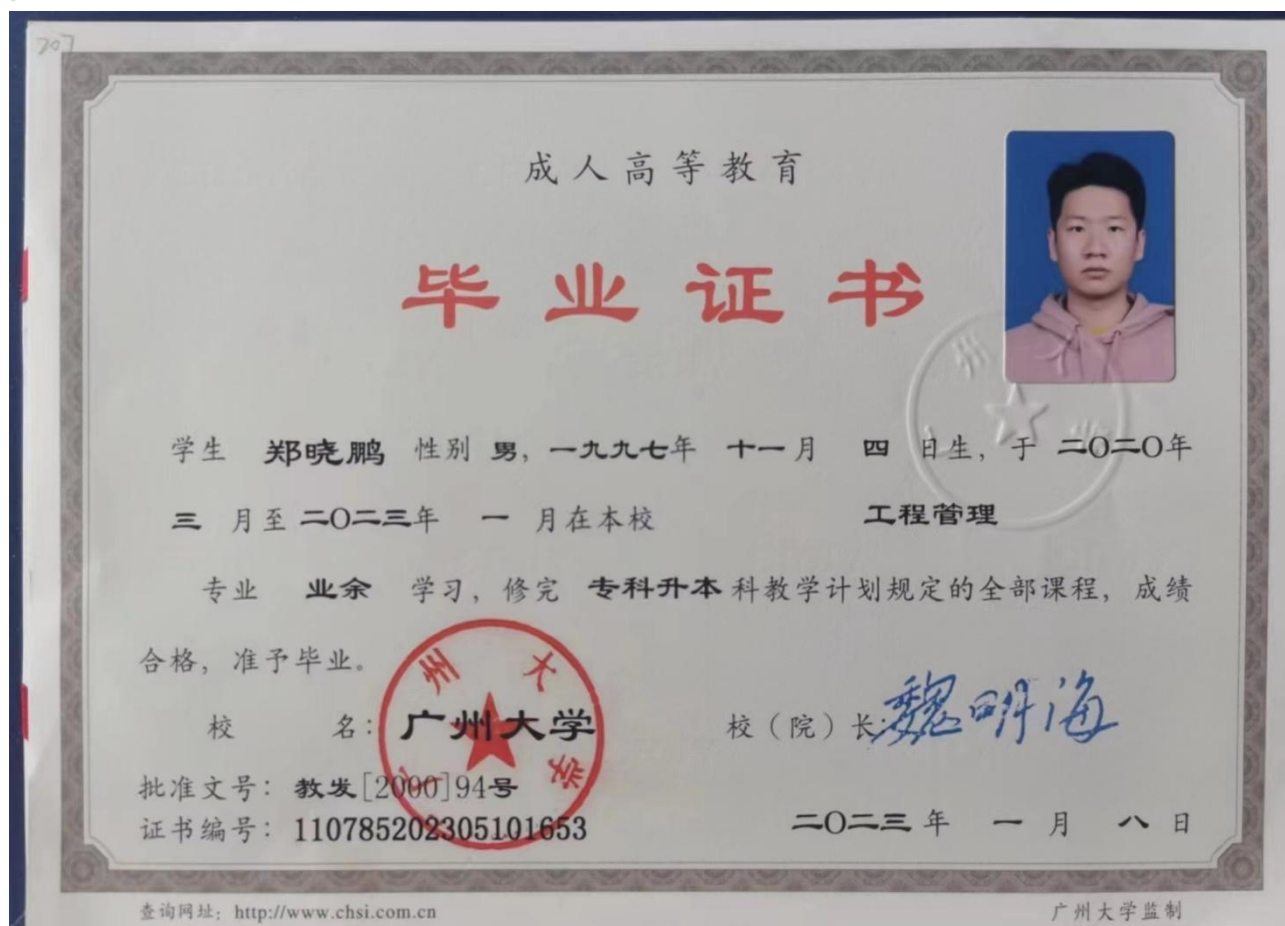 207
成人高等教育
毕业证书
学生 郑晓鹏 性别 男，一九九七年 十一月 四 日生，于 二〇二〇年
三 月至 二〇二三年 一 月在本校 工程管理
专业 业余 学习，修完 专科升本 科教学计划规定的全部课程，成绩
合格，准予毕业。
校 名：广州大学
校（院）长：魏明海
批准文号：教发[2000]94号
证书编号：110785202305101653
二〇二三 年 一 月 八 日
查询网址：http://www.chsi.com.cn
广州大学监制
广州大学